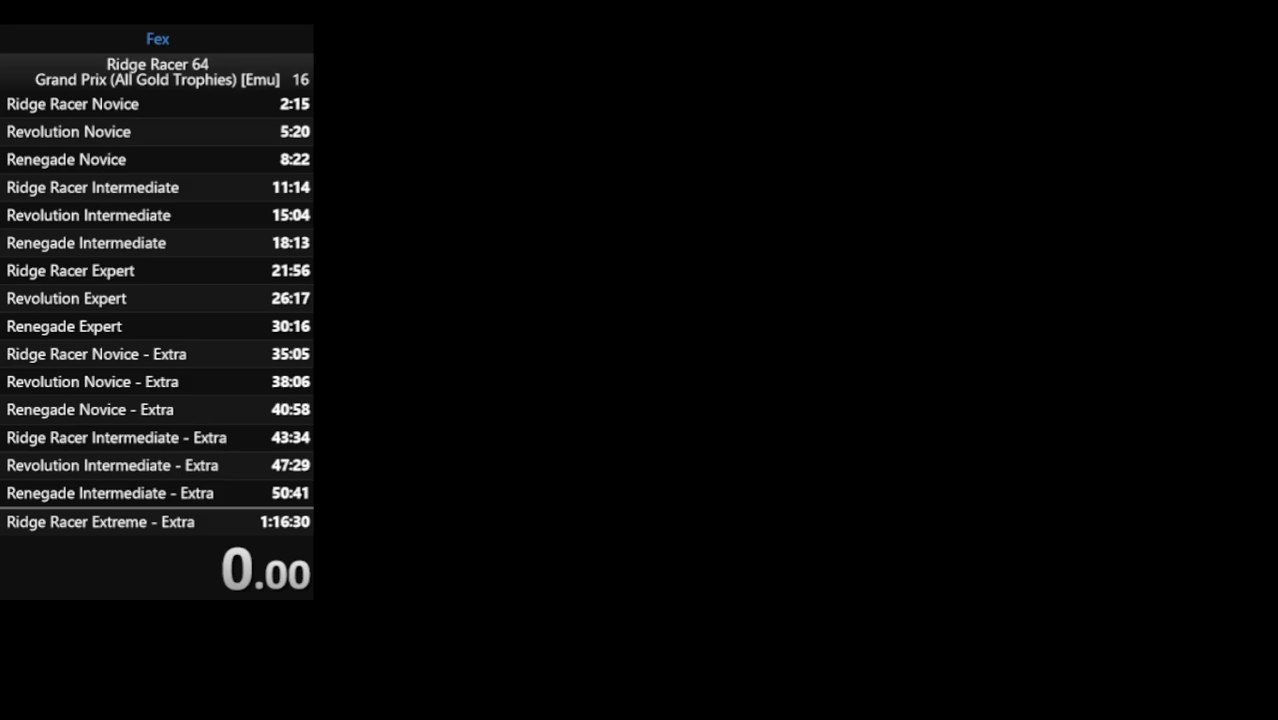 Fex
Ridge Racer 64
Grand Prix (All Gold Trophies) [Emu] 16
Ridge Racer Novice 2:15
Revolution Novice 5:20
Renegade Novice 8:22
Ridge Racer Intermediate 11:14
Revolution Intermediate 15:04
Renegade Intermediate 18:13
Ridge Racer Expert 21:56
Revolution Expert 26:17
Renegade Expert 30:16
Ridge Racer Novice - Extra 35:05
Revolution Novice - Extra 38:06
Renegade Novice - Extra 40:58
Ridge Racer Intermediate - Extra 43:34
Revolution Intermediate - Extra 47:29
Renegade Intermediate - Extra 50:41
Ridge Racer Extreme - Extra 1:16:30
0.00